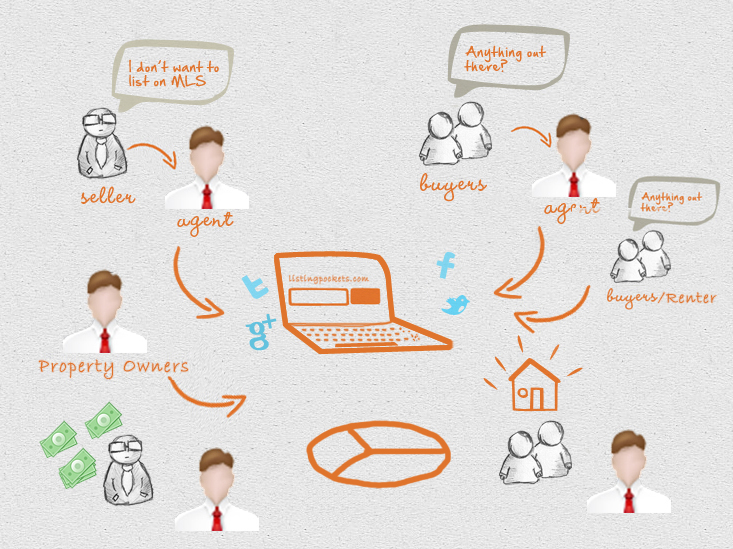 I don't want to
list on MLS
Anything out
there?
seller
agent
buyers
agent
Anything out
there?
buyers/Renter
listingpockets.com
t
f
g+
Property Owners